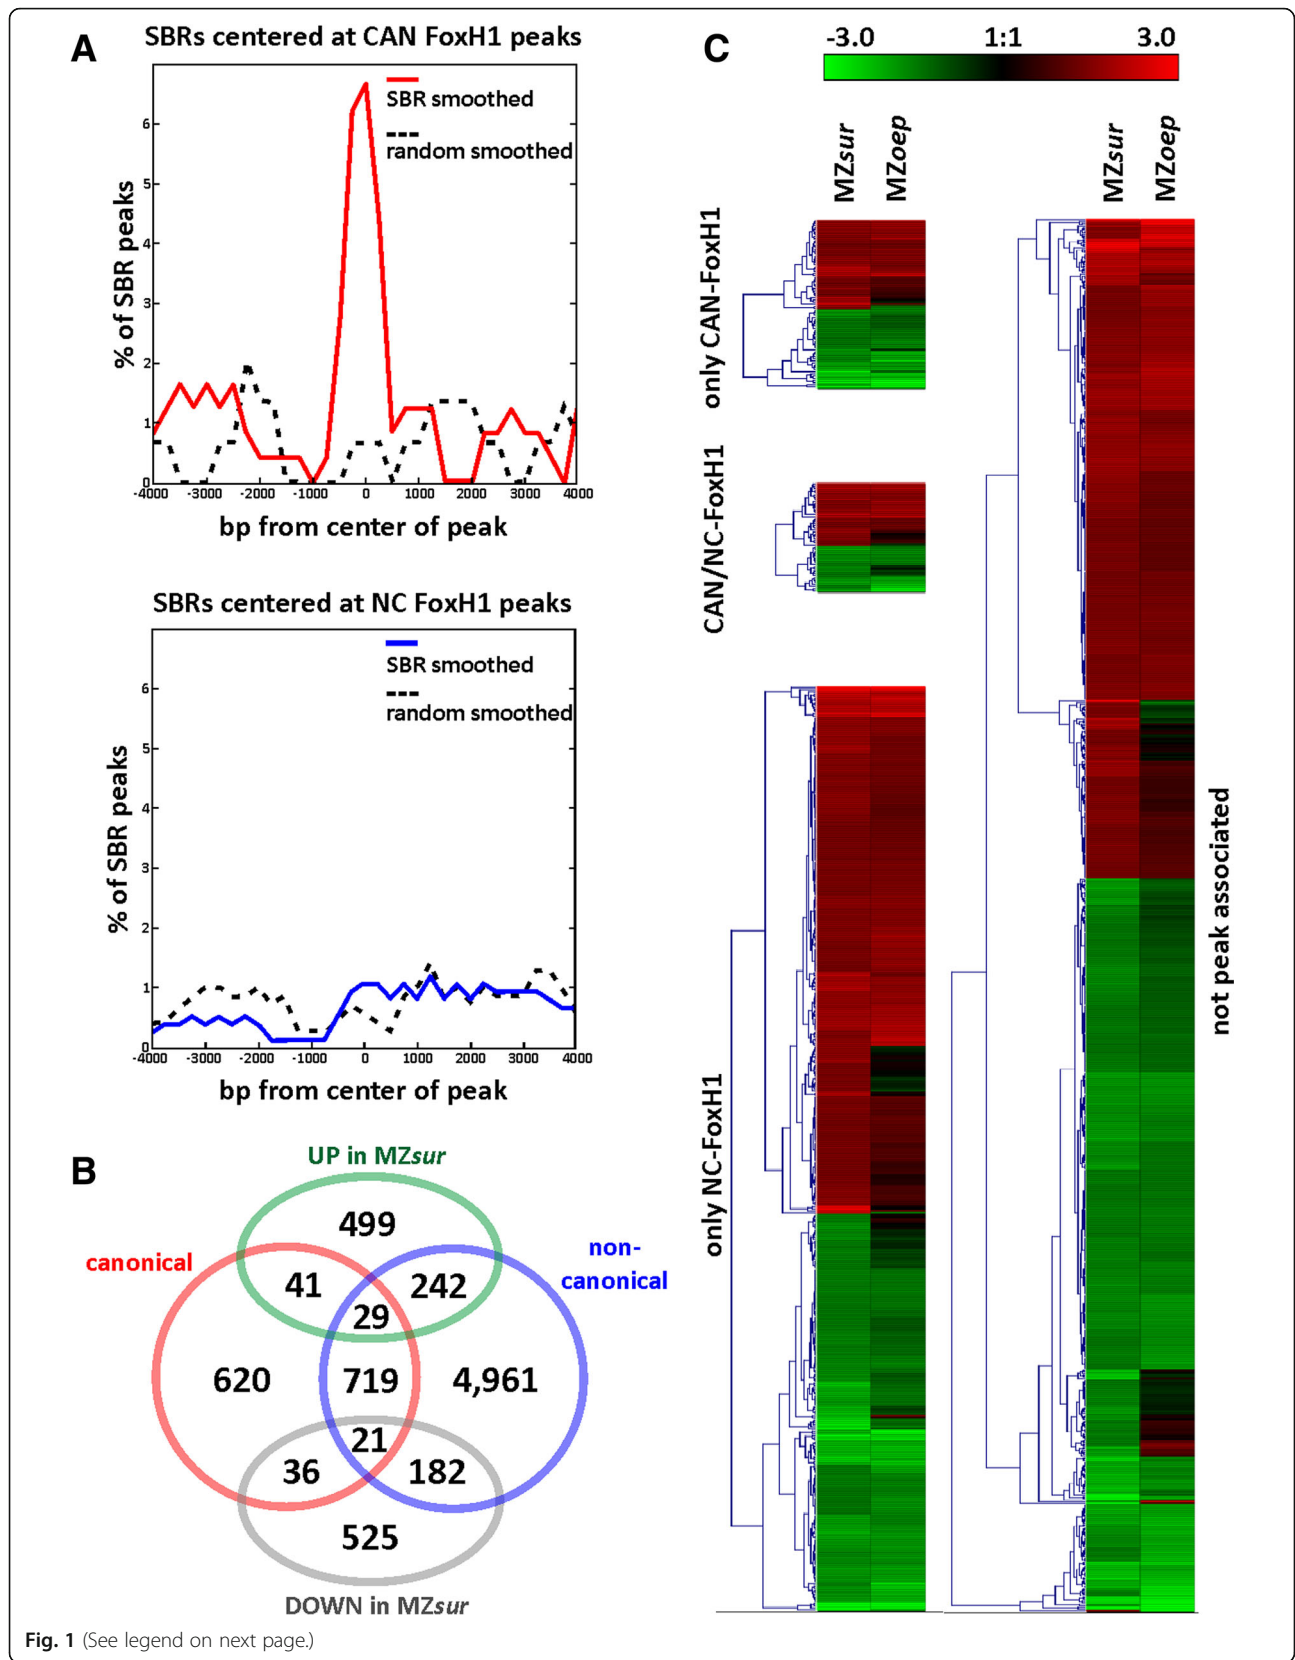 A
SBRs centered at CAN FoxH1 peaks
SBR smoothed
random smoothed
% of SBR peaks
6
5
4
3
2
1
0
-4000 -3000 -2000 -1000 0 1000 2000 3000 4000
bp from center of peak
SBRs centered at NC FoxH1 peaks
SBR smoothed
random smoothed
% of SBR peaks
6
5
4
3
2
1
0
-4000 -3000 -2000 -1000 0 1000 2000 3000 4000
bp from center of peak
B
UP in MZsur
499
canonical
non-
canonical
41
242
29
620
719
4,961
21
36
182
525
DOWN in MZsur
C
-3.0 1:1 3.0
MZsur
MZoep
MZsur
MZoep
only CAN-FoxH1
CAN/NC-FoxH1
only NC-FoxH1
not peak associated
Fig. 1 (See legend on next page.)